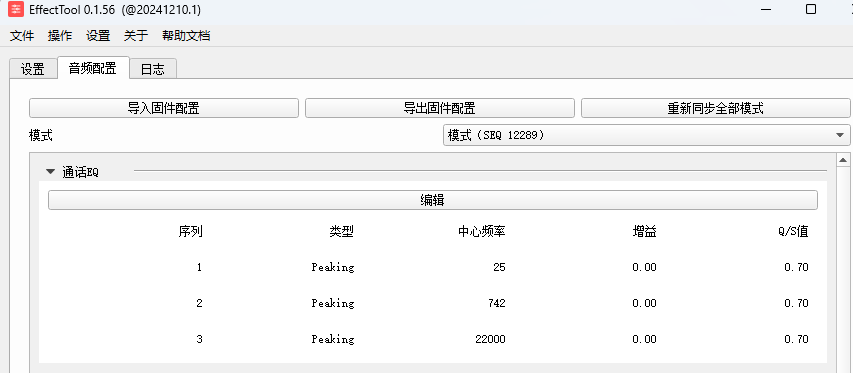 EffectTool 0.1.56 (@20241210.1)
文件 操作 设置 关于 帮助文档
设置 音频配置 日志
导入固件配置 导出固件配置 重新同步全部模式
模式 模式（SEQ 12289）
通话EQ
编辑
序列 类型 中心频率 增益 Q/S值
1 Peaking 25 0.00 0.70
2 Peaking 742 0.00 0.70
3 Peaking 22000 0.00 0.70